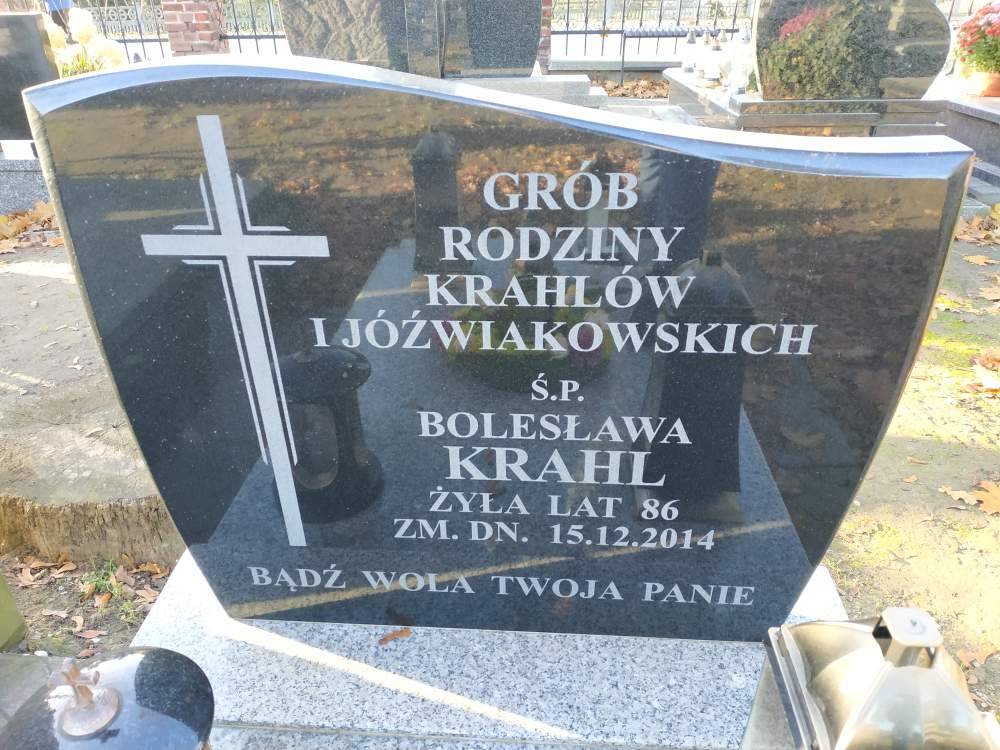 GRÓB
RODZINY
KRAHLÓW
I JÓŹWIAKOWSKICH
Ś.P.
BOLESŁAWA
KRAHL
ŻYŁA LAT 86
ZM. DN. 15.12.2014
BĄDŹ WOLA TWOJA PANIE